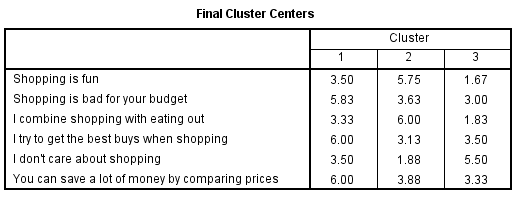 Final Cluster Centers
Cluster
1 2 3
Shopping is fun 3.50 5.75 1.67
Shopping is bad for your budget 5.83 3.63 3.00
I combine shopping with eating out 3.33 6.00 1.83
I try to get the best buys when shopping 6.00 3.13 3.50
I don't care about shopping 3.50 1.88 5.50
You can save a lot of money by comparing prices 6.00 3.88 3.33